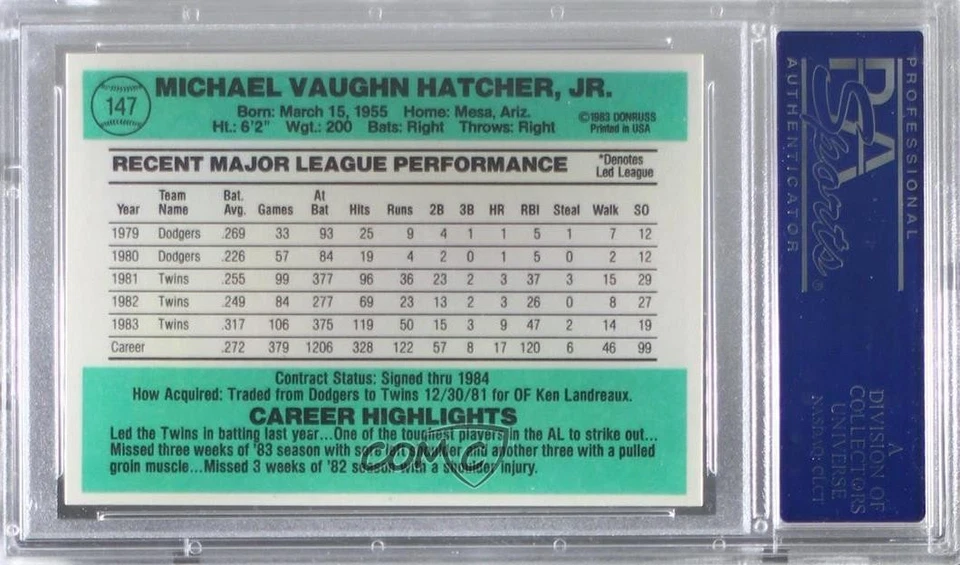 147
MICHAEL VAUGHN HATCHER, JR.
Born: March 15, 1955 Home: Mesa, Ariz.
Ht.: 6'2" Wgt.: 200 Bats: Right Throws: Right
©1983 DONRUSS
Printed in USA
RECENT MAJOR LEAGUE PERFORMANCE
*Denotes
Led League
Year Team Name Bat. Avg. Games At Bat Hits Runs 2B 3B HR RBI Steal Walk SO
1979 Dodgers .269 33 93 25 9 4 1 1 5 1 7 12
1980 Dodgers .226 57 84 19 4 2 0 1 5 0 2 12
1981 Twins .255 99 377 96 36 23 2 3 37 3 15 29
1982 Twins .249 84 277 69 23 13 2 3 26 0 8 27
1983 Twins .317 106 375 119 50 15 3 9 47 2 14 19
Career .272 379 1206 328 122 57 8 17 120 6 46 99
Contract Status: Signed thru 1984
How Acquired: Traded from Dodgers to Twins 12/30/81 for OF Ken Landreaux.
CAREER HIGHLIGHTS
Led the Twins in batting last year...One of the toughest players in the AL to strike out...
Missed three weeks of '83 season with sore shoulder and another three with a pulled
groin muscle...Missed 3 weeks of '82 season with a shoulder injury.
COMC
PROFESSIONAL
PSA
Sports®
AUTHENTICATOR
A
DIVISION OF
COLLECTORS
UNIVERSE
NASDAQ: CLCT